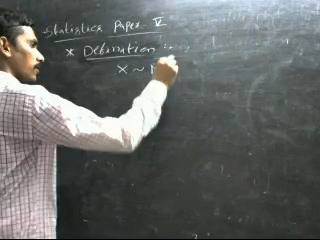 Statistics Paper-V
* Defination :-
X ~